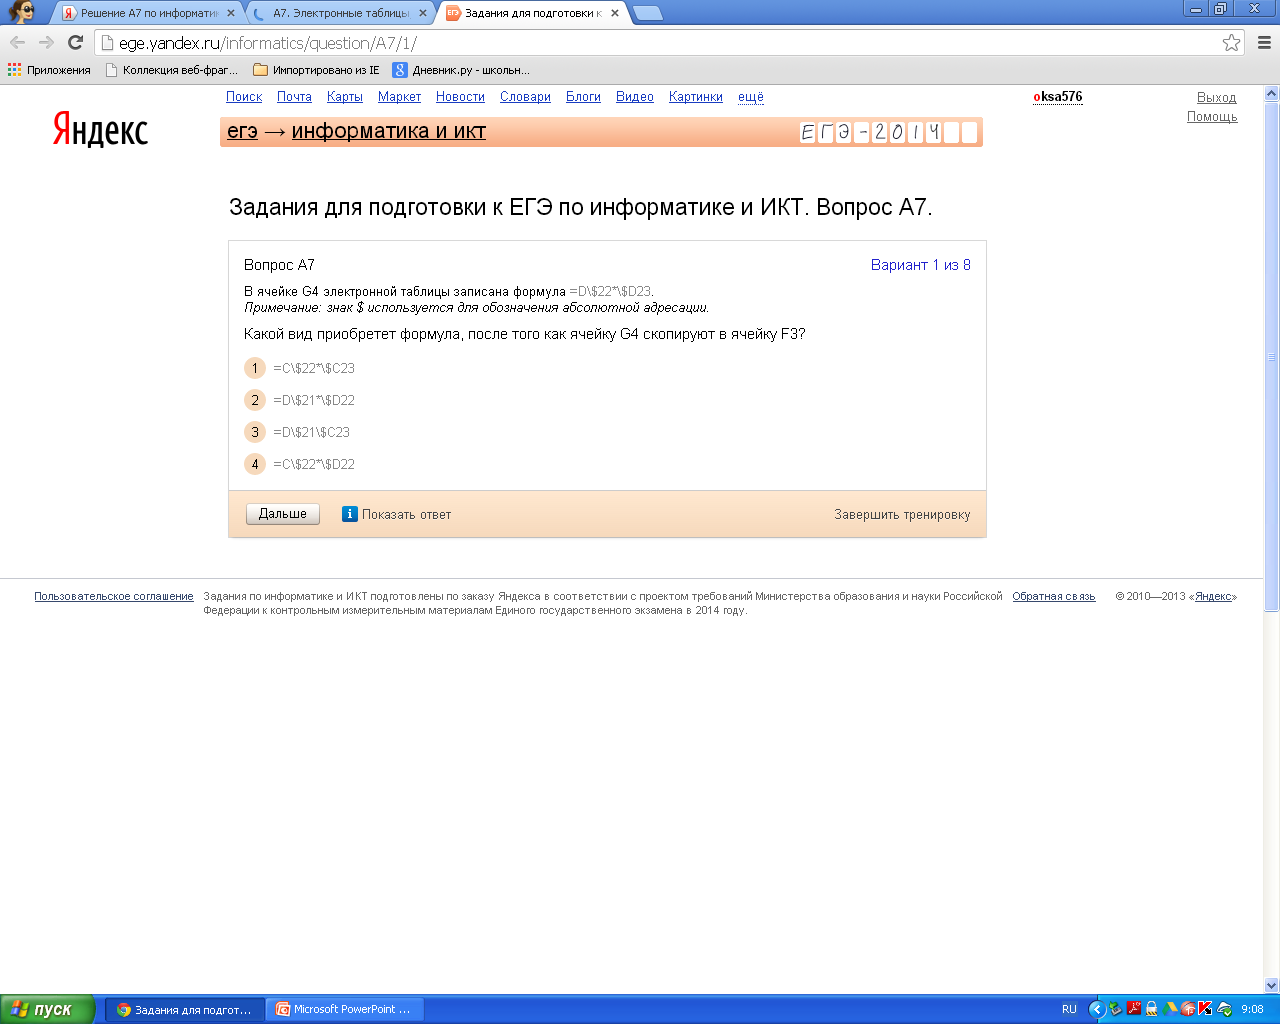 Решение А7 по информатик
А7. Электронные таблицы
Задания для подготовки к
ege.yandex.ru/informatics/question/A7/1/
Приложения
Коллекция веб-фраг...
Импортировано из IE
Дневник.ру - школьн...
Поиск Почта Карты Маркет Новости Словари Блоги Видео Картинки ещё
oksa576
Выход
Помощь
Яндекс
егэ → информатика и икт
ЕГЭ-2014
Задания для подготовки к ЕГЭ по информатике и ИКТ. Вопрос А7.
Вопрос А7
Вариант 1 из 8
В ячейке G4 электронной таблицы записана формула =D\$22*\$D23.
Примечание: знак $ используется для обозначения абсолютной адресации.
Какой вид приобретет формула, после того как ячейку G4 скопируют в ячейку F3?
1 =C\$22*\$C23
2 =D\$21*\$D22
3 =D\$21\$C23
4 =C\$22*\$D22
Дальше
Показать ответ
Завершить тренировку
Пользовательское соглашение
Задания по информатике и ИКТ подготовлены по заказу Яндекса в соответствии с проектом требований Министерства образования и науки Российской
Федерации к контрольным измерительным материалам Единого государственного экзамена в 2014 году.
Обратная связь
© 2010—2013 «Яндекс»
пуск
Задания для подгот...
Microsoft PowerPoint ...
RU
9:08